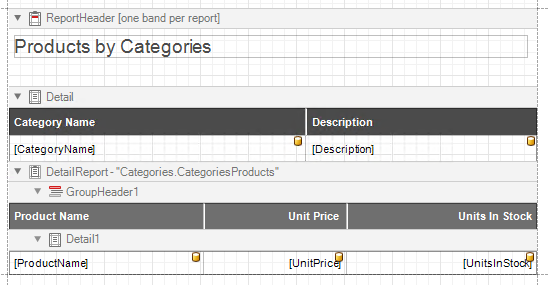 ReportHeader [one band per report]
Products by Categories
Detail
Category Name Description
[CategoryName] [Description]
DetailReport - "Categories.CategoriesProducts"
GroupHeader1
Product Name Unit Price Units In Stock
Detail1
[ProductName] [UnitPrice] [UnitsInStock]